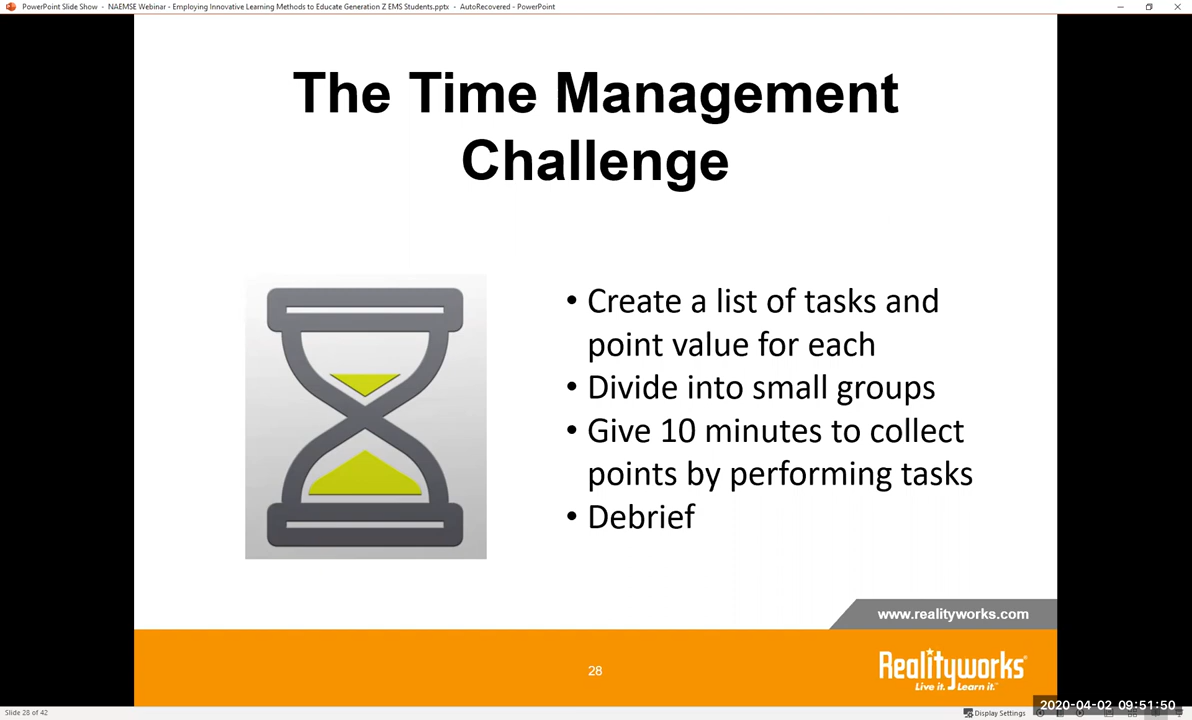 PowerPoint Slide Show - NAEMSE Webinar - Employing Innovative Learning Methods to Educate Generation Z EMS Students.pptx - AutoRecovered - PowerPoint
The Time Management
Challenge
• Create a list of tasks and
point value for each
• Divide into small groups
• Give 10 minutes to collect
points by performing tasks
• Debrief
www.realityworks.com
28
Realityworks®
Live it. Learn it.™
2020-04-02 09:51:50
Slide 28 of 42
Display Settings